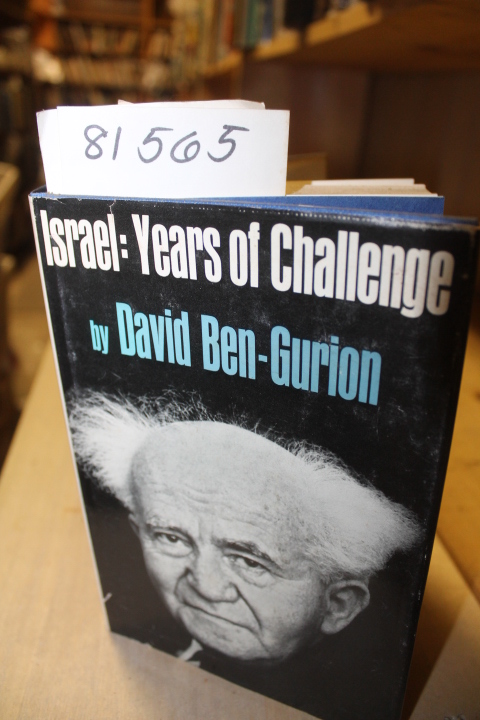 81565
Israel: Years of Challenge
by David Ben-Gurion